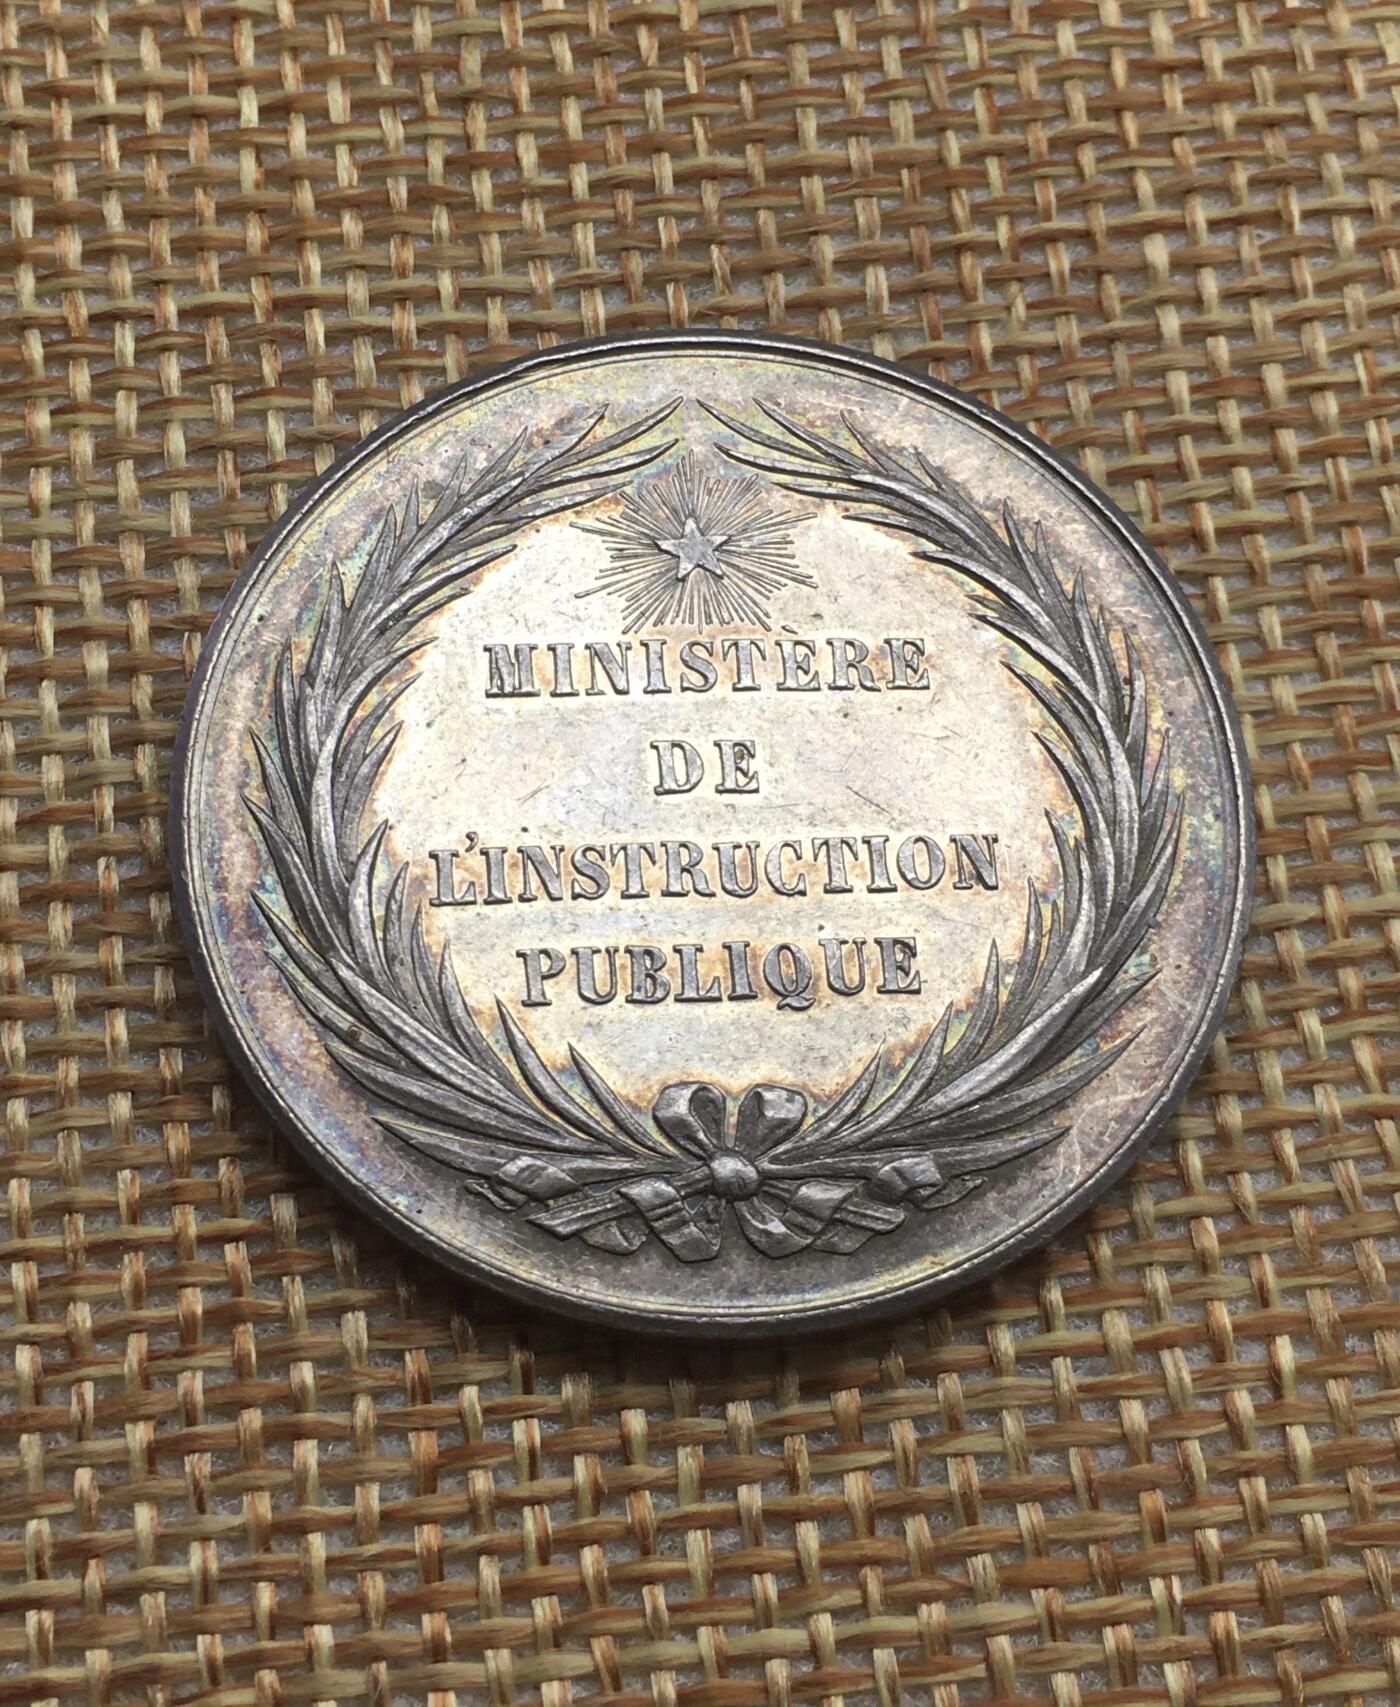 MINISTÈRE
DE
L'INSTRUCTION
PUBLIQUE